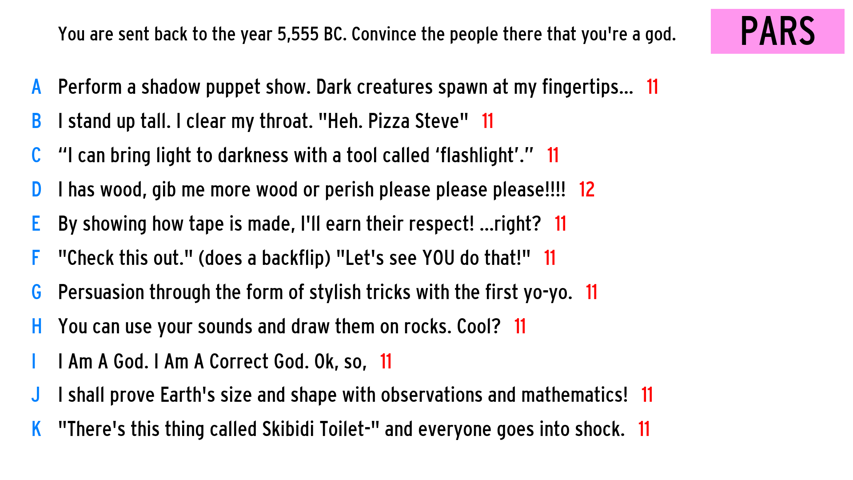 You are sent back to the year 5,555 BC. Convince the people there that you're a god.
PARS
A Perform a shadow puppet show. Dark creatures spawn at my fingertips... 11
B I stand up tall. I clear my throat. "Heh. Pizza Steve" 11
C “I can bring light to darkness with a tool called ‘flashlight’.” 11
D I has wood, gib me more wood or perish please please please!!!! 12
E By showing how tape is made, I'll earn their respect! ...right? 11
F "Check this out." (does a backflip) "Let's see YOU do that!" 11
G Persuasion through the form of stylish tricks with the first yo-yo. 11
H You can use your sounds and draw them on rocks. Cool? 11
I I Am A God. I Am A Correct God. Ok, so, 11
J I shall prove Earth's size and shape with observations and mathematics! 11
K "There's this thing called Skibidi Toilet-" and everyone goes into shock. 11